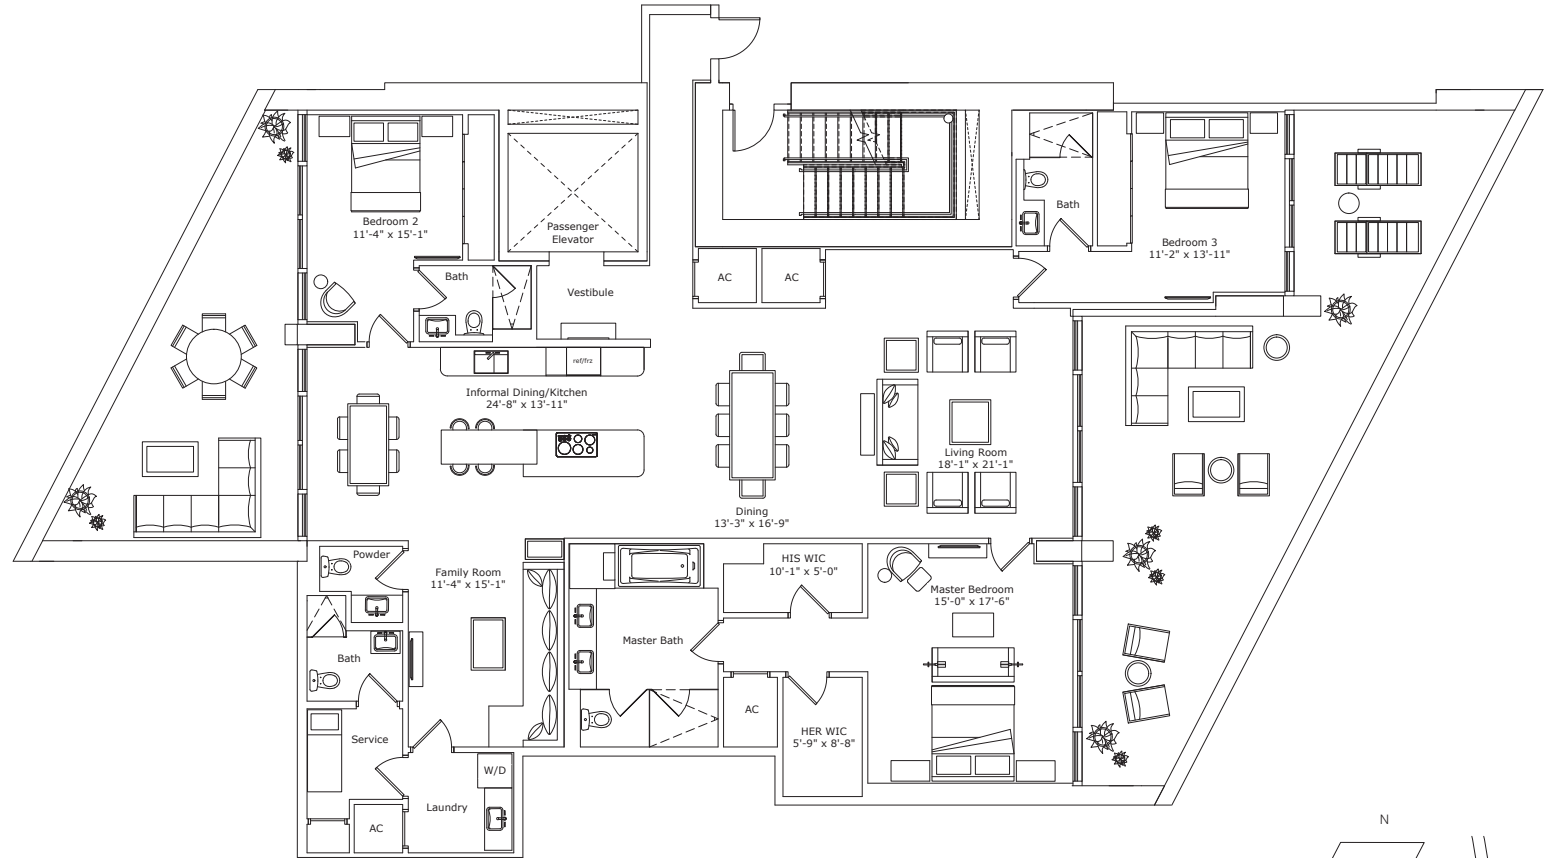 Bedroom 2
11'-4" x 15'-1"
Passenger
Elevator
Bath
Bedroom 3
11'-2" x 13'-11"
Bath
Vestibule
AC
AC
ref/frz
Informal Dining/Kitchen
24'-8" x 13'-11"
Living Room
18'-1" x 21'-1"
Dining
13'-3" x 16'-9"
Powder
Family Room
11'-4" x 15'-1"
HIS WIC
10'-1" x 5'-0"
Master Bedroom
15'-0" x 17'-6"
Master Bath
Bath
AC
HER WIC
5'-9" x 8'-8"
Service
W/D
Laundry
AC
N